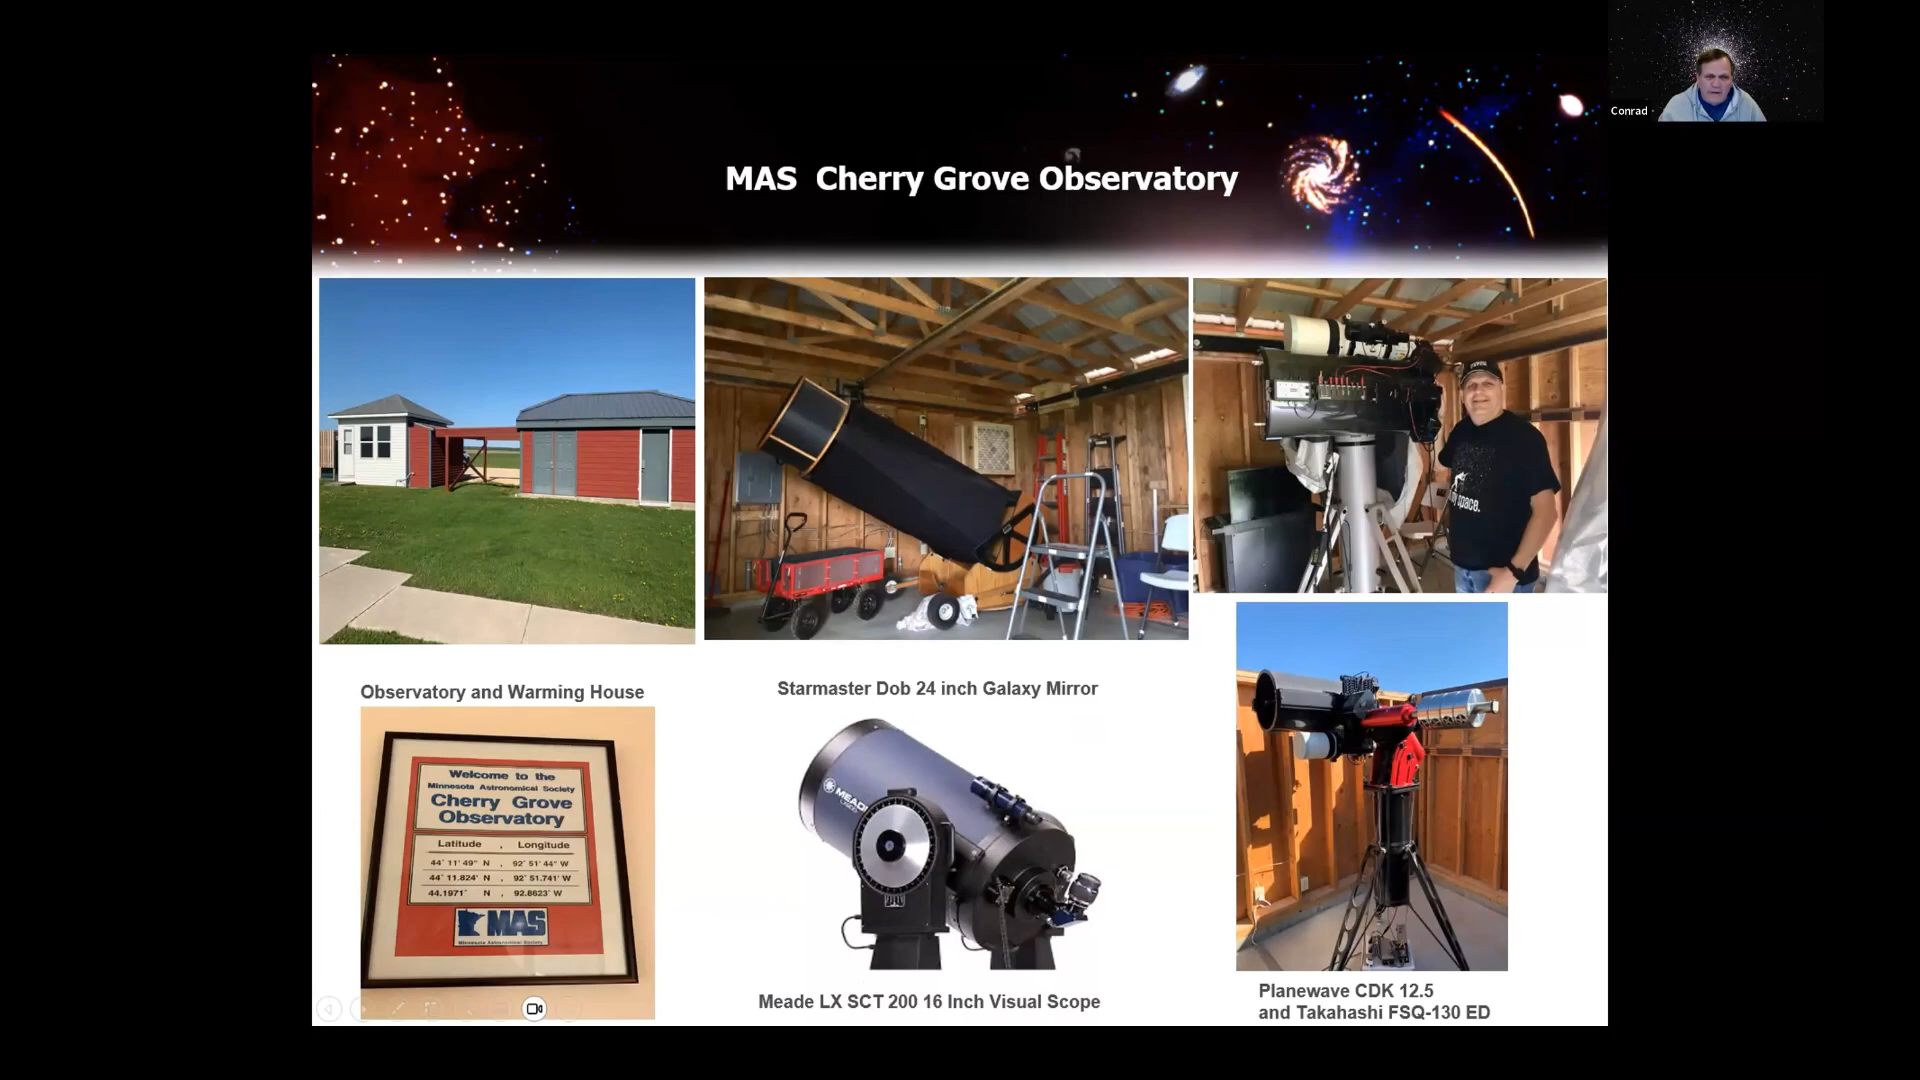 Conrad
MAS Cherry Grove Observatory
space.
Observatory and Warming House
Starmaster Dob 24 inch Galaxy Mirror
Welcome to the
Minnesota Astronomical Society
Cherry Grove
Observatory
Latitude , Longitude
44° 11' 49" N , 92° 51' 44" W
44° 11.824' N , 92° 51.741' W
44.1971° N , 92.8623° W
MAS
Minnesota Astronomical Society
MEADE
Meade LX SCT 200 16 Inch Visual Scope
Planewave CDK 12.5
and Takahashi FSQ-130 ED